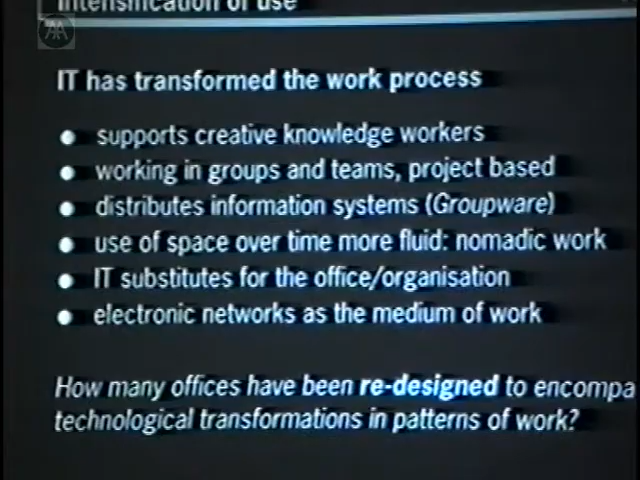 Intensification of use
IT has transformed the work process
• supports creative knowledge workers
• working in groups and teams, project based
• distributes information systems (Groupware)
• use of space over time more fluid: nomadic work
• IT substitutes for the office/organisation
• electronic networks as the medium of work
How many offices have been re-designed to encompa
technological transformations in patterns of work?